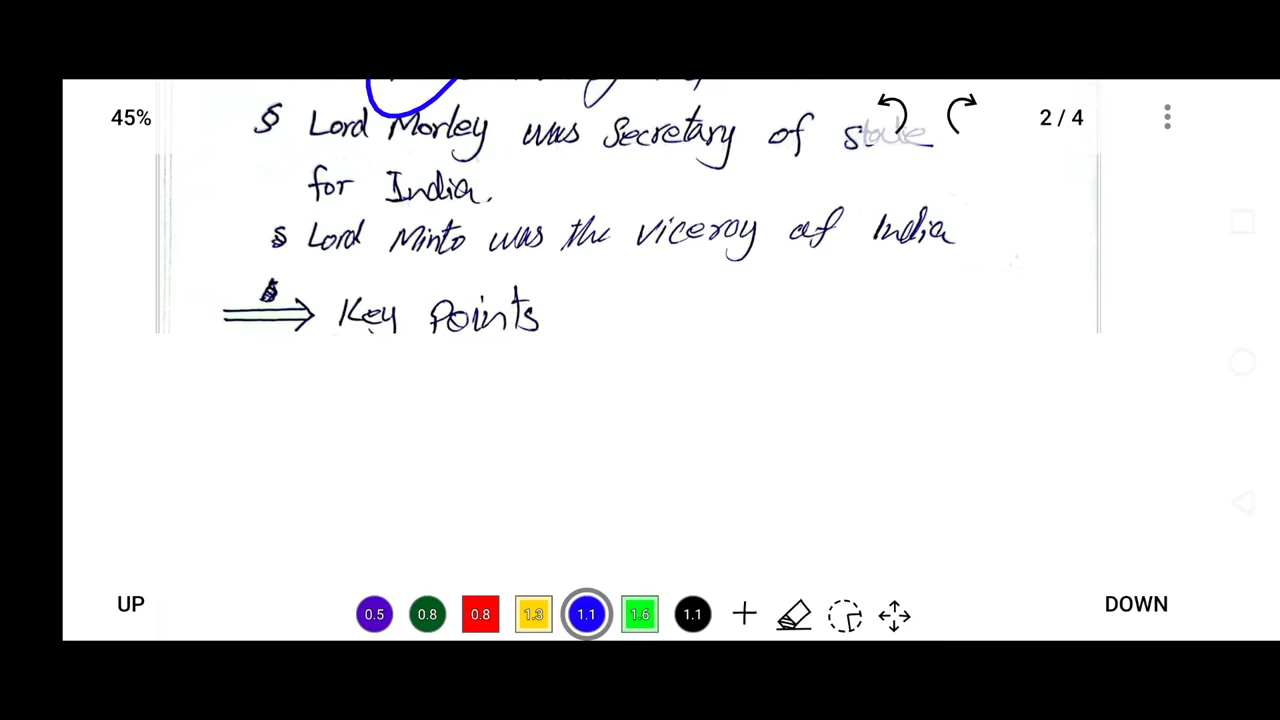 45%
2 / 4
§ Lord Morley was Secretary of state
for India.
§ Lord Minto was the viceroy of India
⇒ Key Points
UP
0.5 0.8 0.8 1.3 1.1 1.6 1.1
DOWN